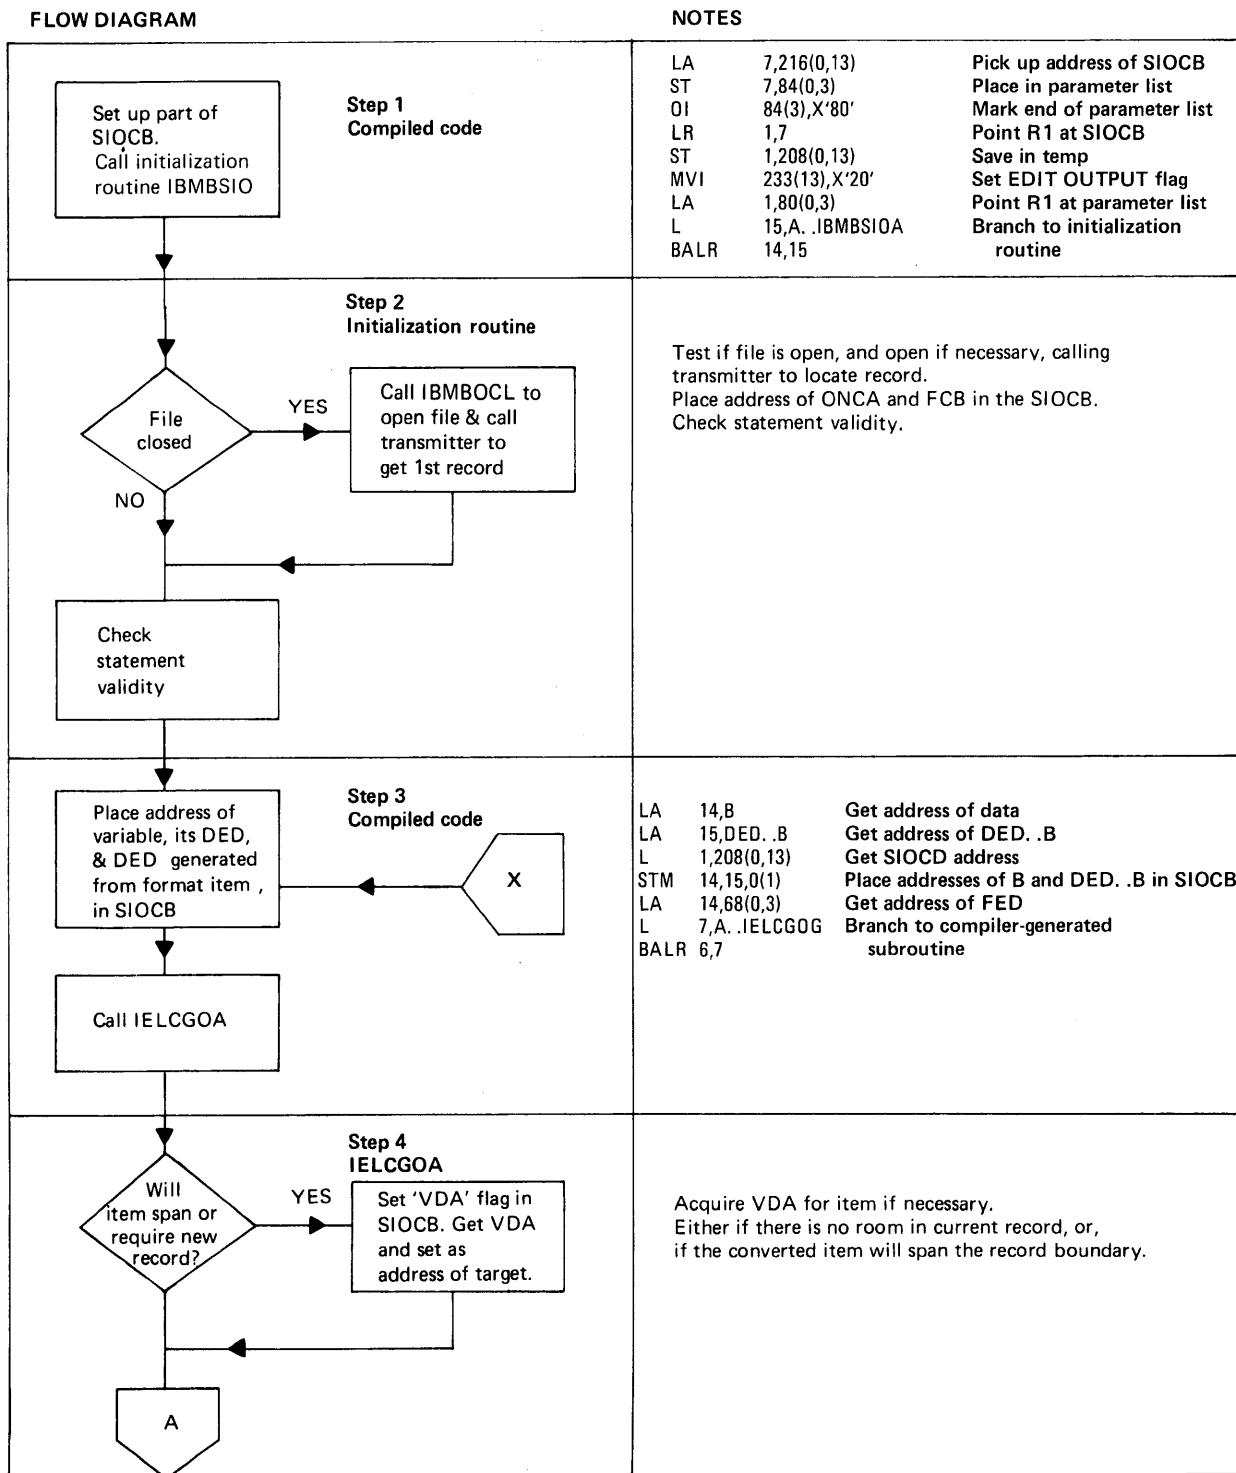 FLOW DIAGRAM
NOTES
Set up part of
SIOCB.
Call initialization
routine IBMBSIO
Step 1
Compiled code
LA 7,216(0,13) Pick up address of SIOCB
ST 7,84(0,3) Place in parameter list
OI 84(3),X'80' Mark end of parameter list
LR 1,7 Point R1 at SIOCB
ST 1,208(0,13) Save in temp
MVI 233(13),X'20' Set EDIT OUTPUT flag
LA 1,80(0,3) Point R1 at parameter list
L 15,A. .IBMBSIOA Branch to initialization
BALR 14,15 routine
Step 2
Initialization routine
File
closed
YES
NO
Call IBMBOCL to
open file & call
transmitter to
get 1st record
Check
statement
validity
Test if file is open, and open if necessary, calling
transmitter to locate record.
Place address of ONCA and FCB in the SIOCB.
Check statement validity.
Step 3
Compiled code
Place address of
variable, its DED,
& DED generated
from format item ,
in SIOCB
X
Call IELCGOA
LA 14,B Get address of data
LA 15,DED. .B Get address of DED. .B
L 1,208(0,13) Get SIOCD address
STM 14,15,0(1) Place addresses of B and DED. .B in SIOCB
LA 14,68(0,3) Get address of FED
L 7,A. .IELCGOG Branch to compiler-generated
BALR 6,7 subroutine
Step 4
IELCGOA
Will
item span or
require new
record?
YES
Set 'VDA' flag in
SIOCB. Get VDA
and set as
address of target.
A
Acquire VDA for item if necessary.
Either if there is no room in current record, or,
if the converted item will span the record boundary.